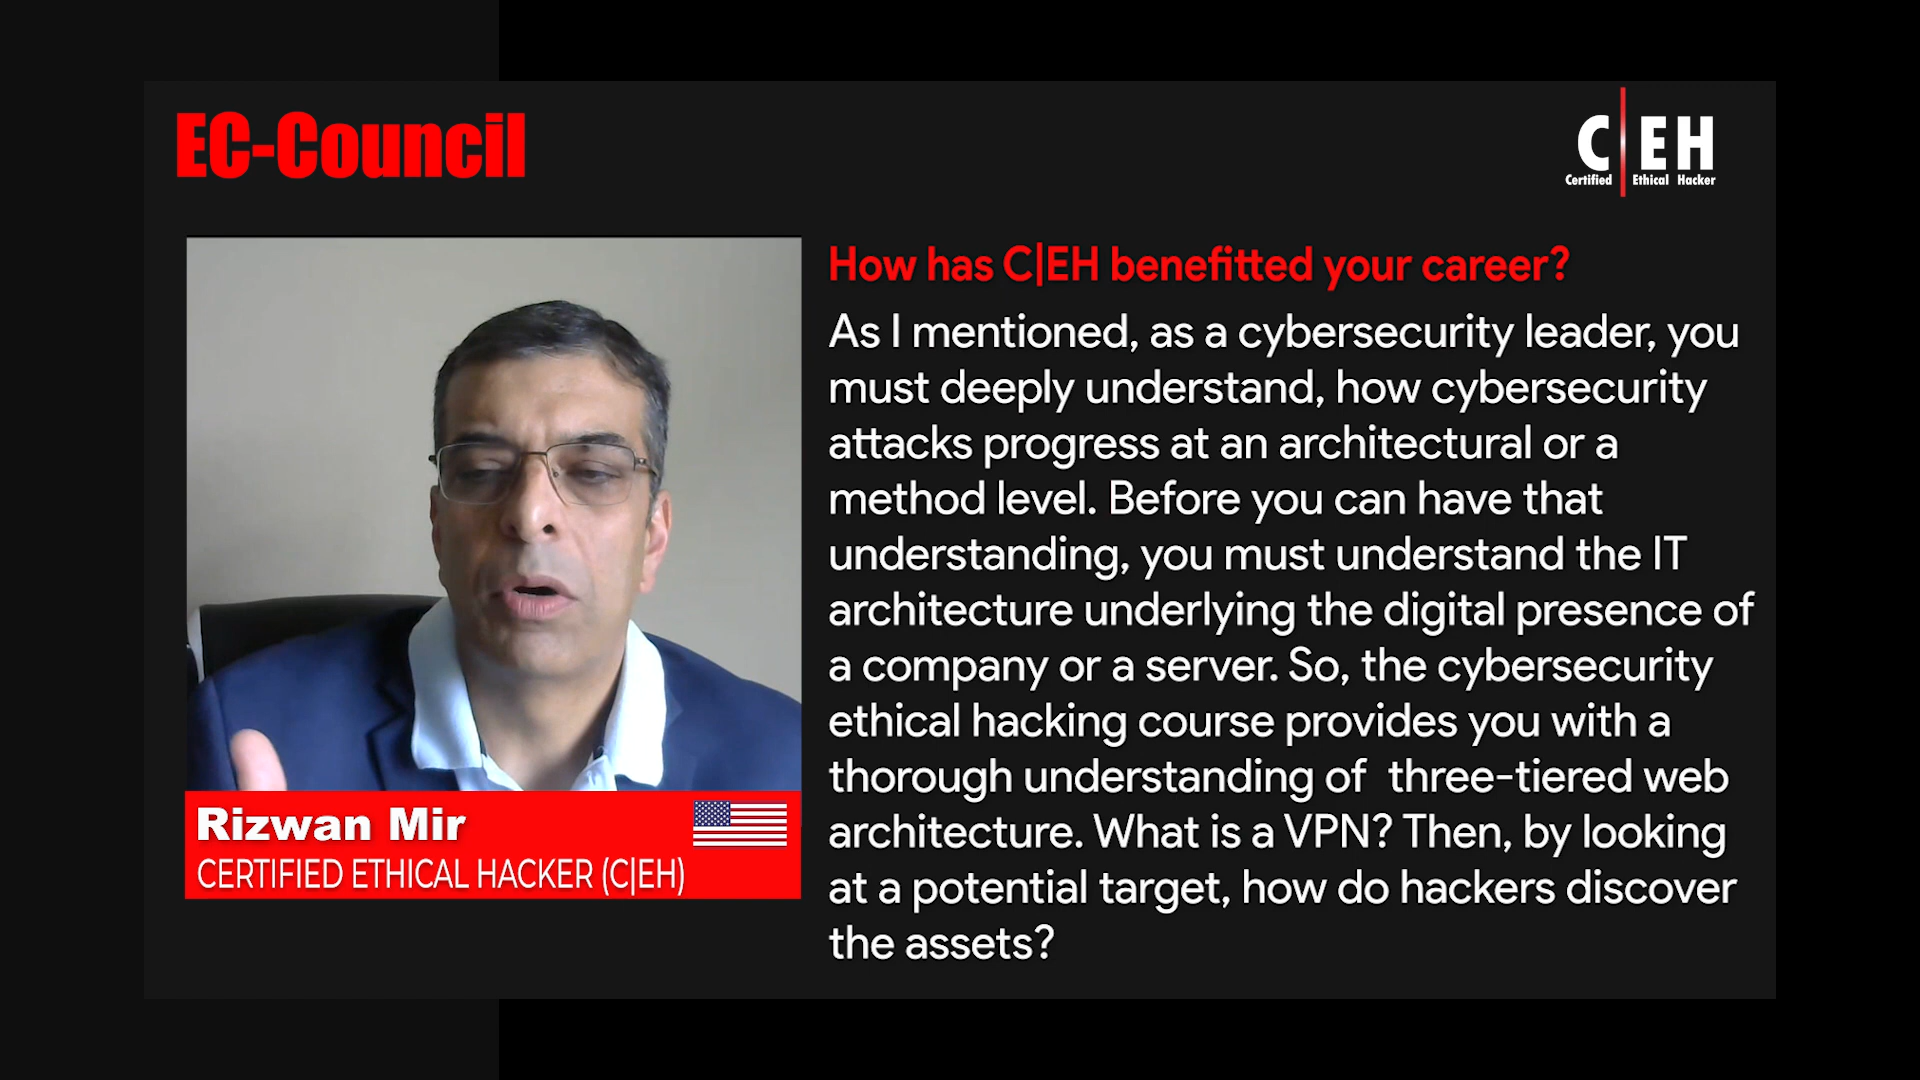 EC-Council
C|EH
Certified Ethical Hacker
How has C|EH benefitted your career?
As I mentioned, as a cybersecurity leader, you
must deeply understand, how cybersecurity
attacks progress at an architectural or a
method level. Before you can have that
understanding, you must understand the IT
architecture underlying the digital presence of
a company or a server. So, the cybersecurity
ethical hacking course provides you with a
thorough understanding of  three-tiered web
architecture. What is a VPN? Then, by looking
at a potential target, how do hackers discover
the assets?
Rizwan Mir
CERTIFIED ETHICAL HACKER (C|EH)